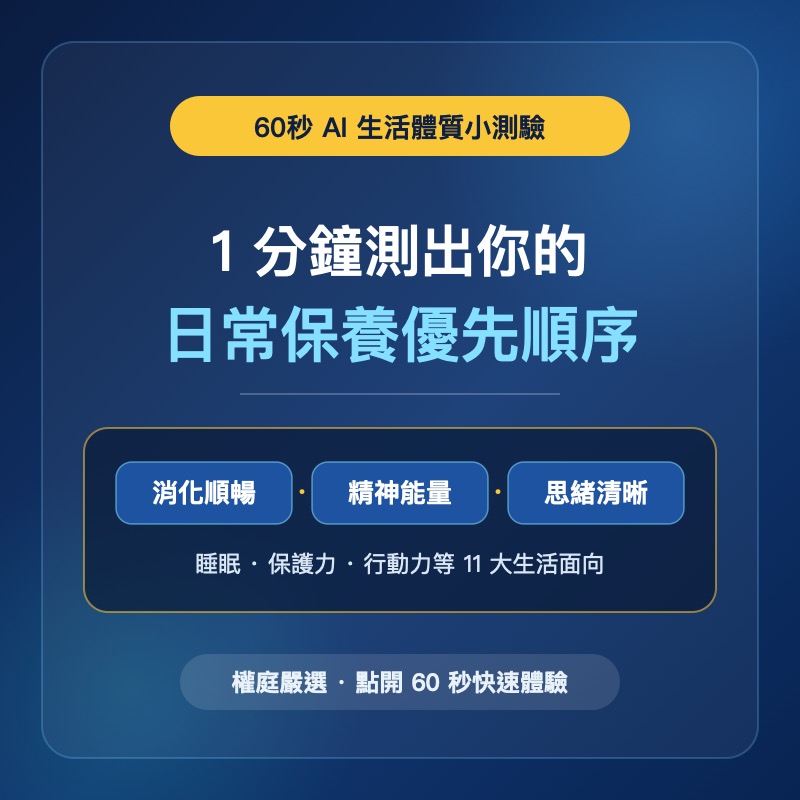 60秒 AI 生活體質小測驗
1 分鐘測出你的
日常保養優先順序
消化順暢 · 精神能量 · 思緒清晰
睡眠 · 保護力 · 行動力等 11 大生活面向
權庭嚴選 · 點開 60 秒快速體驗